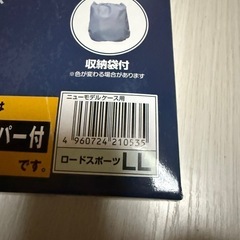 収納袋付
※色が変わる場合があります
は
パー付
です。
ニューモデルケース用
4 960724 210535
ロードスポーツ LL